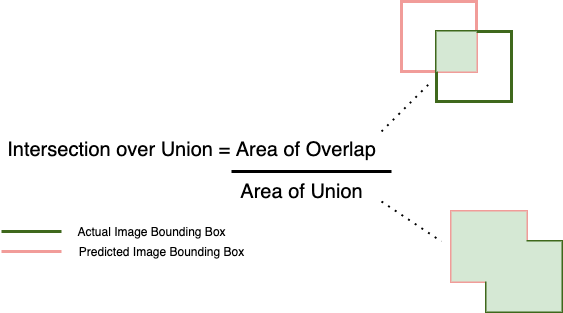 Intersection over Union = Area of Overlap
Area of Union
Actual Image Bounding Box
Predicted Image Bounding Box